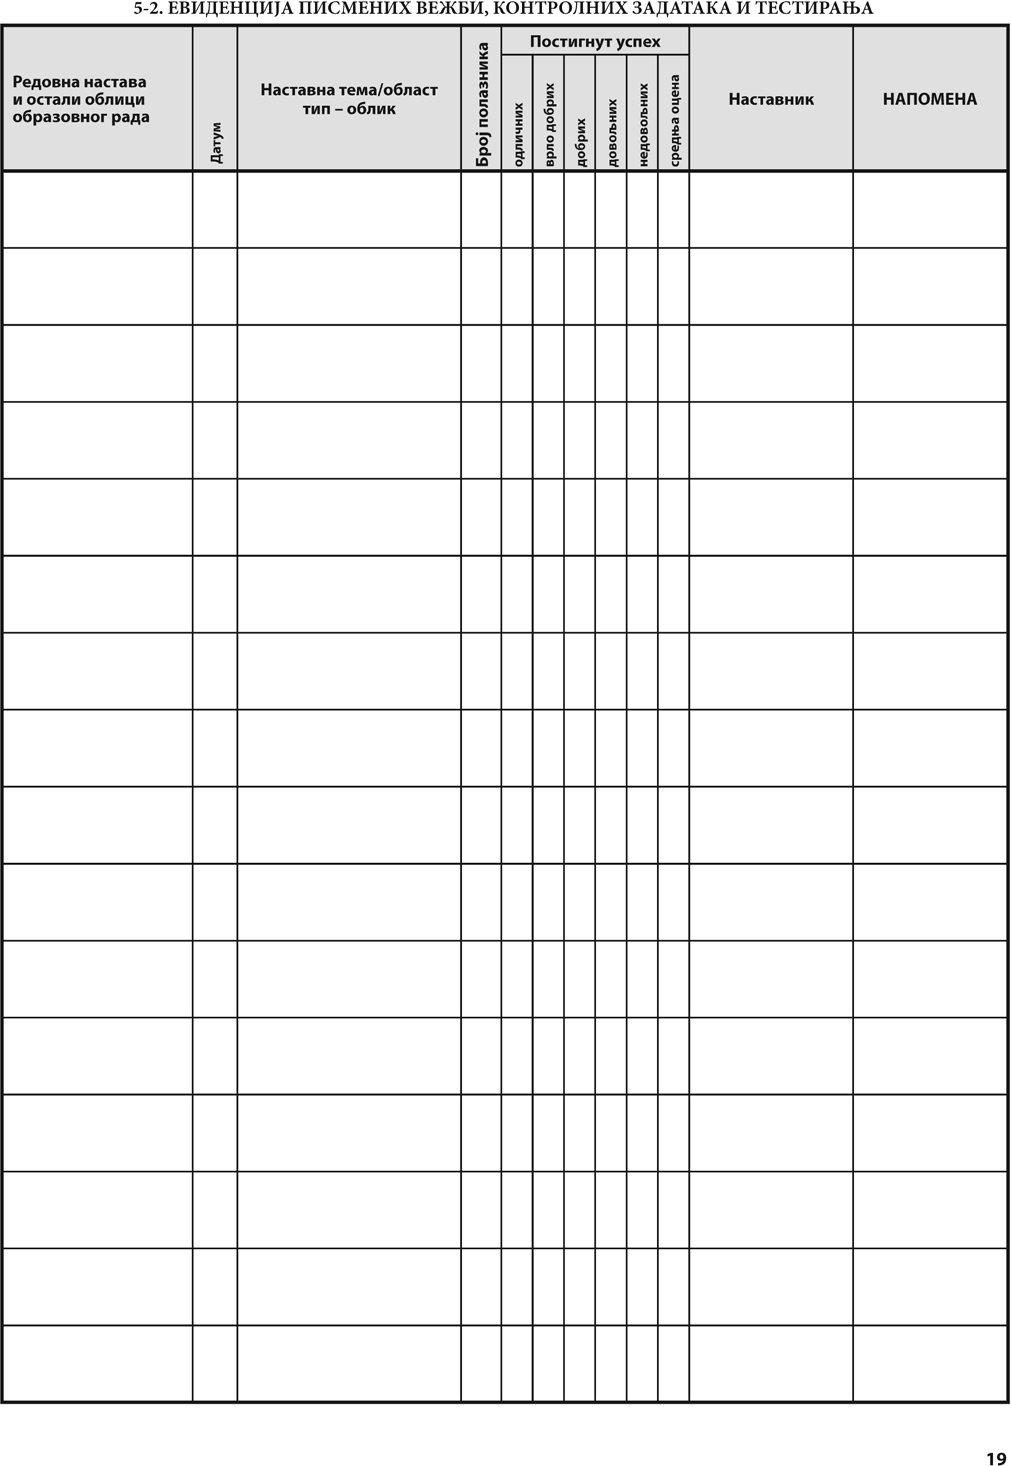 5-2. ЕВИДЕНЦИЈА ПИСМЕНИХ ВЕЖБИ, КОНТРОЛНИХ ЗАДАТАКА И ТЕСТИРАЊА
Редовна настава
и остали облици
образовног рада
Датум
Наставна тема/област
тип – облик
Број полазника
Постигнут успех
одличних
врло добрих
добрих
довољних
недовољних
средња оцена
Наставник
НАПОМЕНА
19